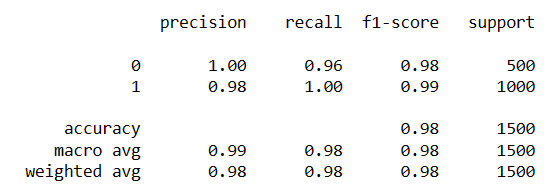 precision recall f1-score support
0 1.00 0.96 0.98 500
1 0.98 1.00 0.99 1000
accuracy 0.98 1500
macro avg 0.99 0.98 0.98 1500
weighted avg 0.98 0.98 0.98 1500